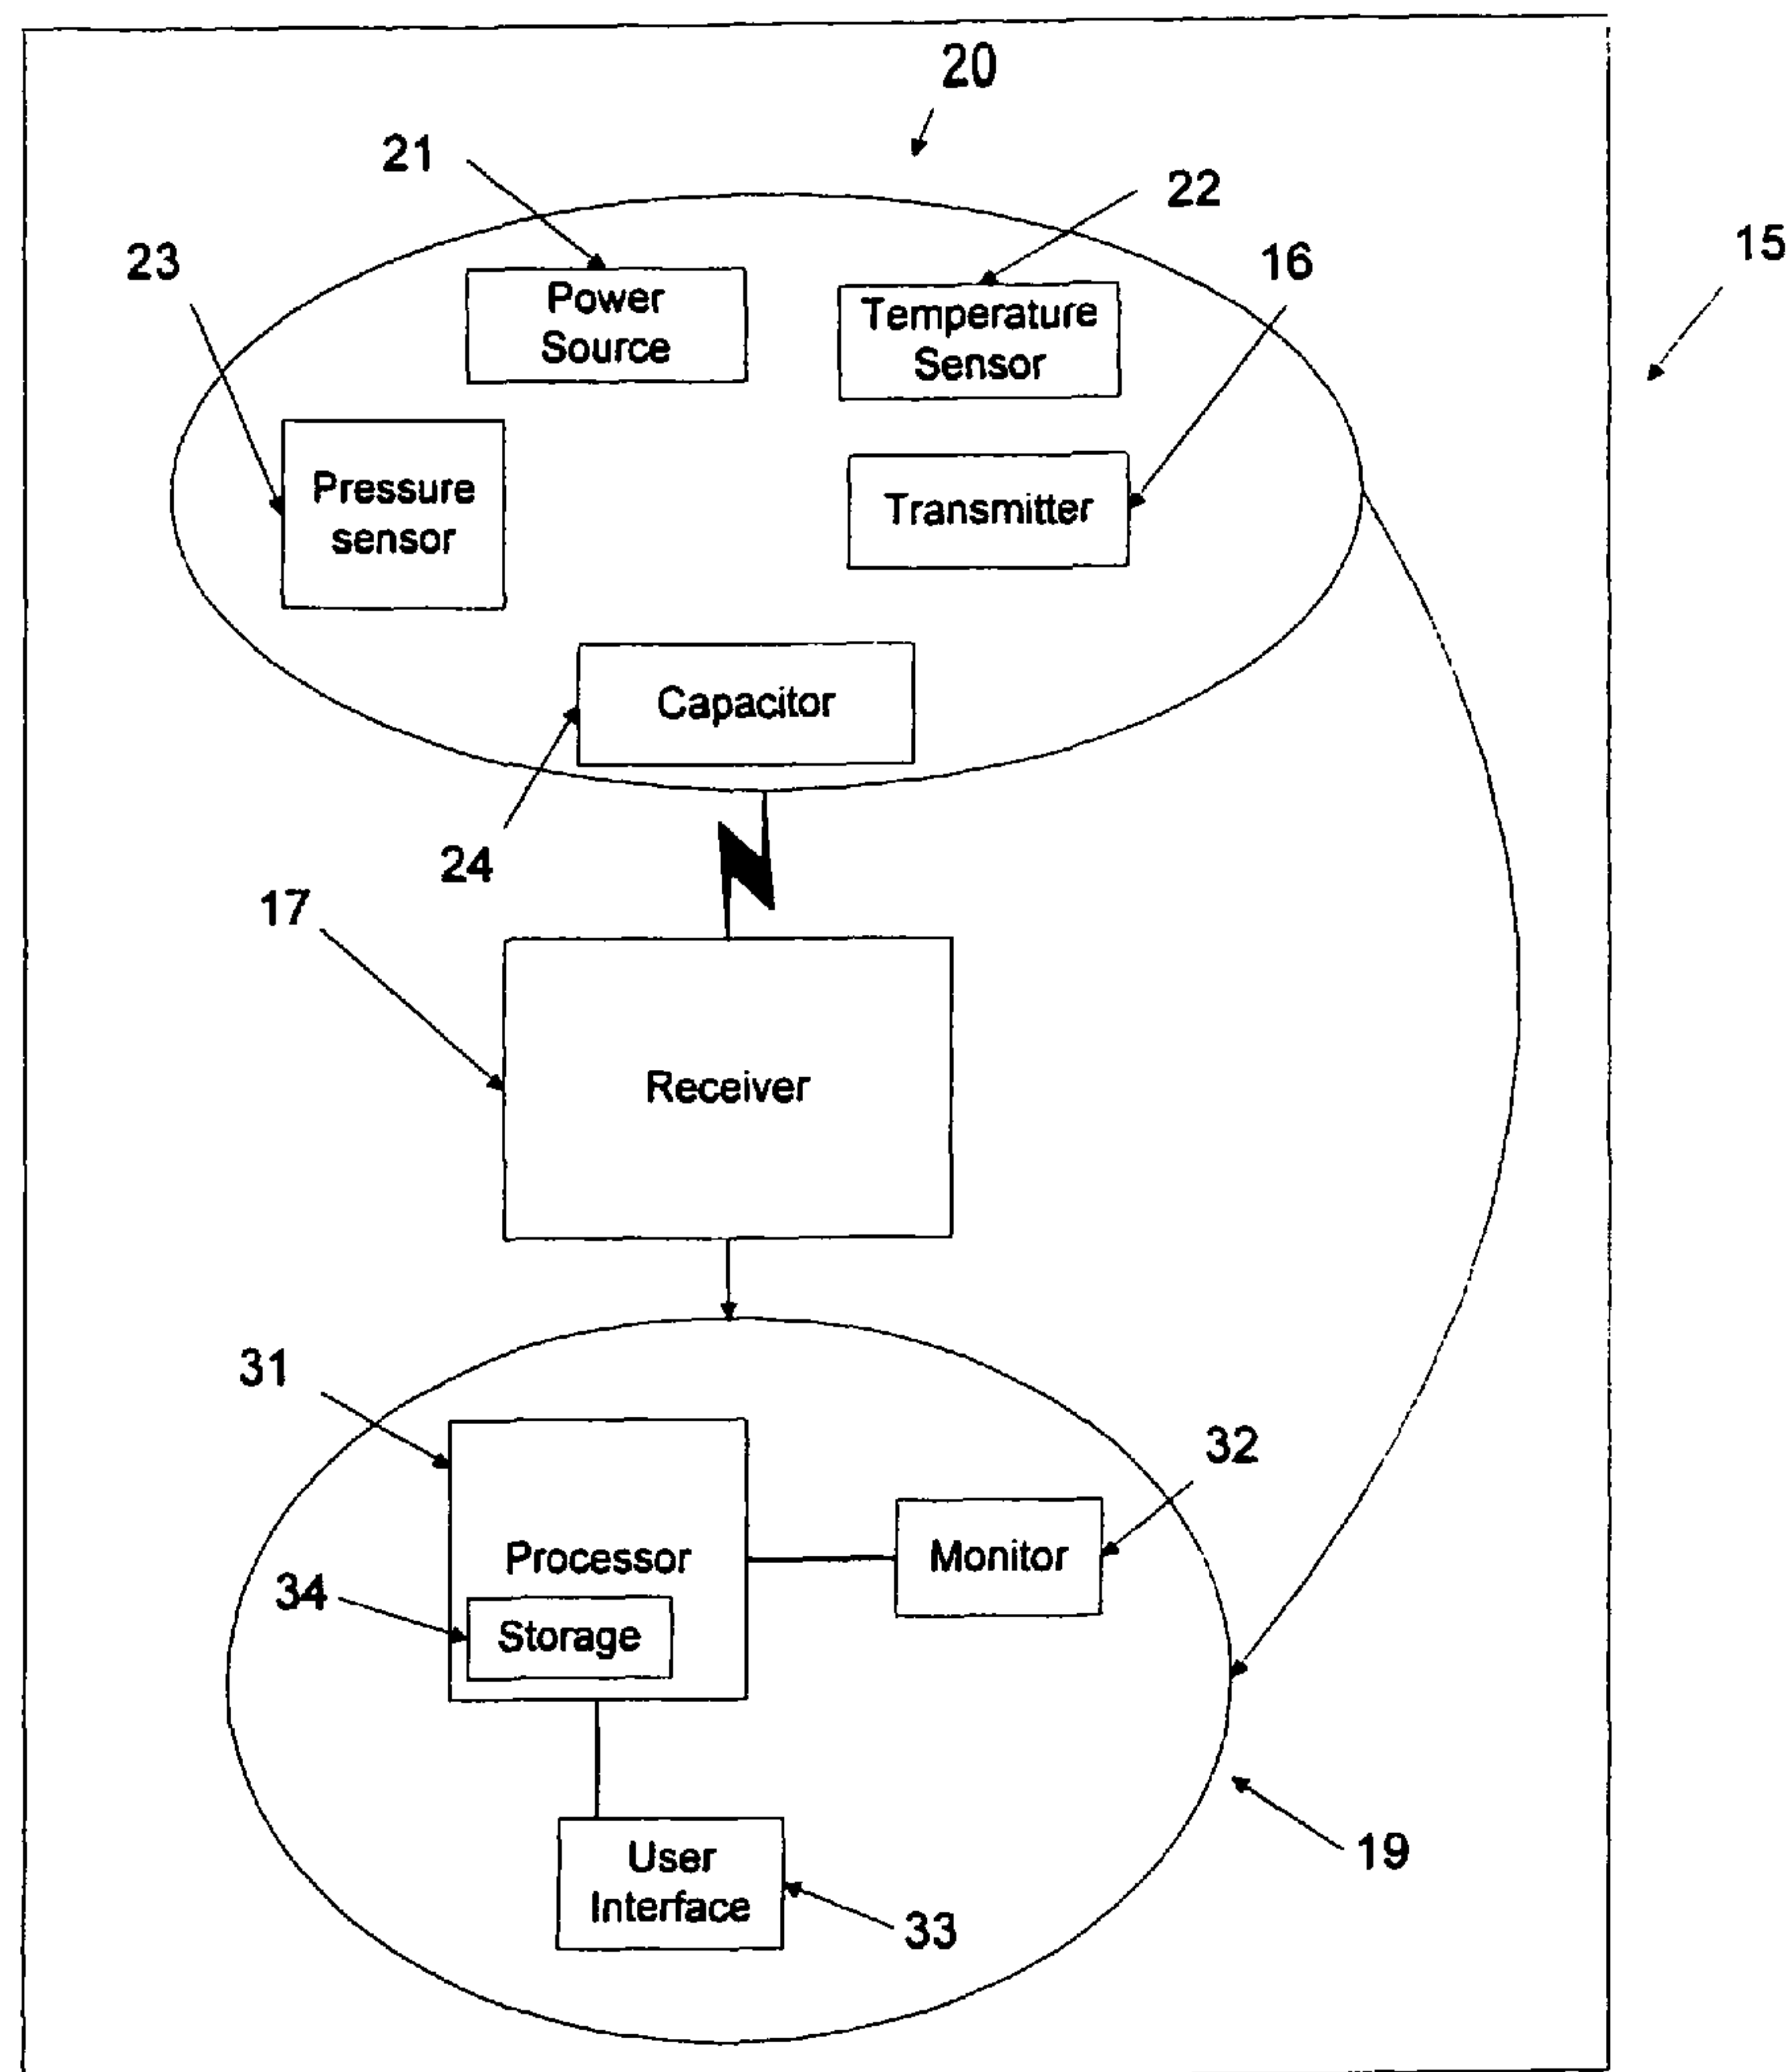 20
21
22
15
23
16
Power
Source
Temperature
Sensor
Pressure
sensor
Transmitter
Capacitor
24
17
Receiver
31
32
Processor
Monitor
34
Storage
19
User
Interface
33